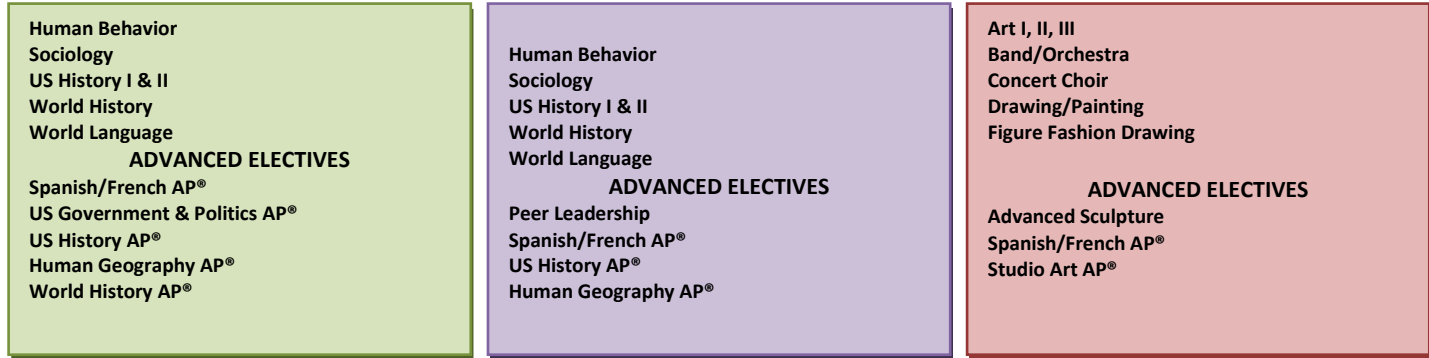 Human Behavior
Sociology
US History I & II
World History
World Language
ADVANCED ELECTIVES
Spanish/French AP®
US Government & Politics AP®
US History AP®
Human Geography AP®
World History AP®
Human Behavior
Sociology
US History I & II
World History
World Language
ADVANCED ELECTIVES
Peer Leadership
Spanish/French AP®
US History AP®
Human Geography AP®
Art I, II, III
Band/Orchestra
Concert Choir
Drawing/Painting
Figure Fashion Drawing
ADVANCED ELECTIVES
Advanced Sculpture
Spanish/French AP®
Studio Art AP®